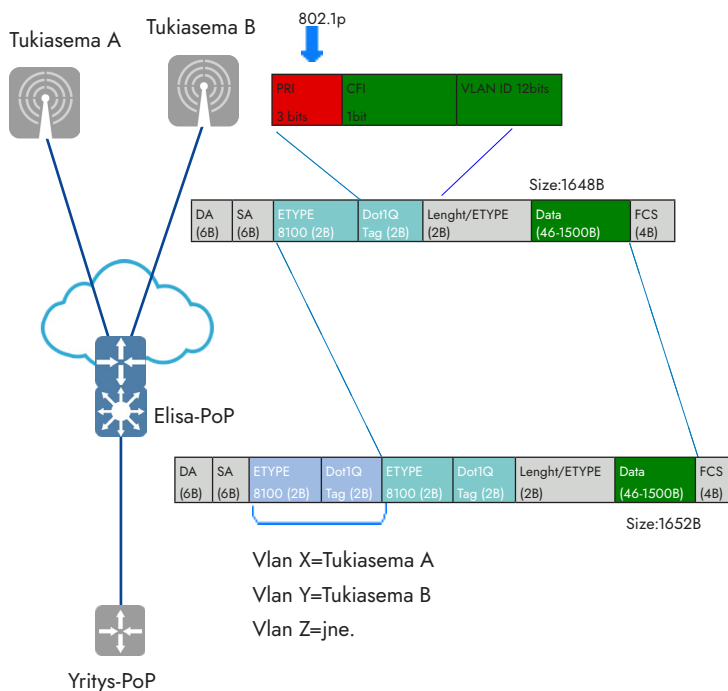 802.1p
Tukiasema A
Tukiasema B
PRI
3 bits
CFI
1bit
VLAN ID 12bits
Size:1648B
DA
(6B)
SA
(6B)
ETYPE
8100 (2B)
Dot1Q
Tag (2B)
Lenght/ETYPE
(2B)
Data
(46-1500B)
FCS
(4B)
Elisa-PoP
DA
(6B)
SA
(6B)
ETYPE
8100 (2B)
Dot1Q
Tag (2B)
ETYPE
8100 (2B)
Dot1Q
Tag (2B)
Lenght/ETYPE
(2B)
Data
(46-1500B)
FCS
(4B)
Size:1652B
Vlan X=Tukiasema A
Vlan Y=Tukiasema B
Vlan Z=jne.
Yritys-PoP